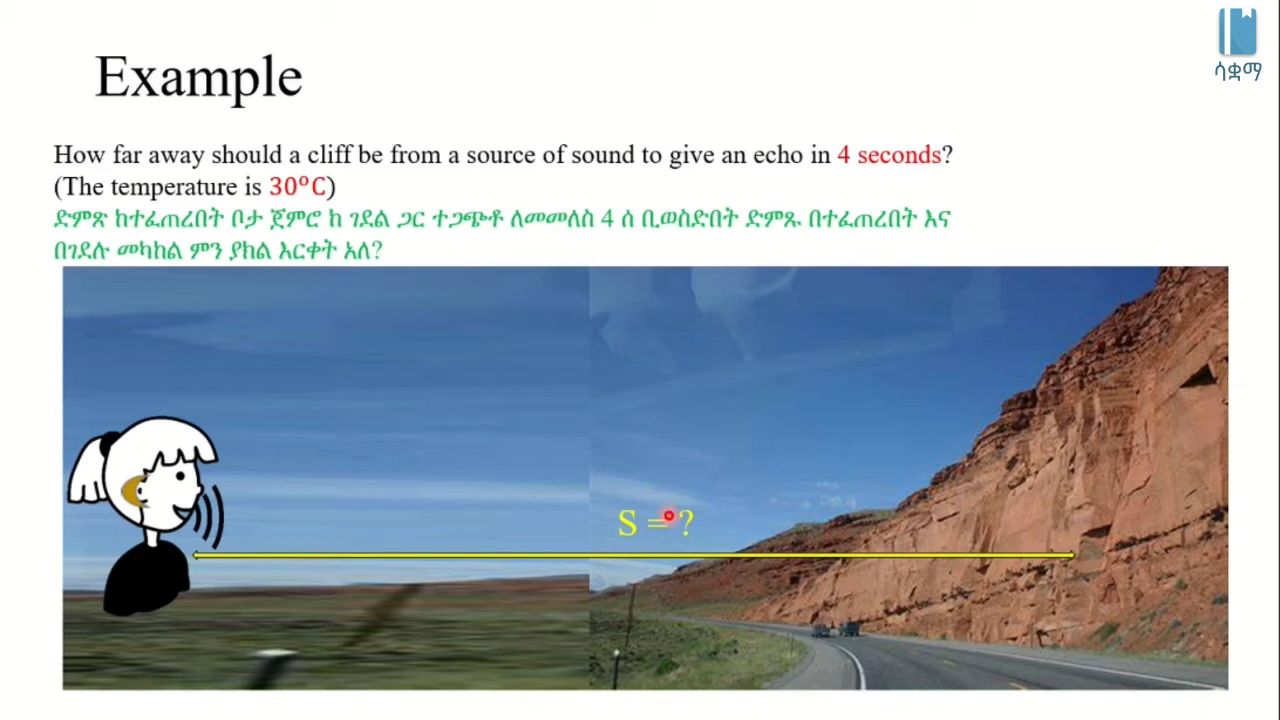 ሳቋማ
Example
How far away should a cliff be from a source of sound to give an echo in 4 seconds?
(The temperature is 30⁰C)
ድምጽ ከተፈጠረበት ቦታ ጀምሮ ከ ገደል ጋር ተጋጭቶ ለመመለስ 4 ሰ ቢወስድበት ድምጹ በተፈጠረበት እና
በገደሉ መካከል ምን ያክል እርቀት አለ?
S = ?